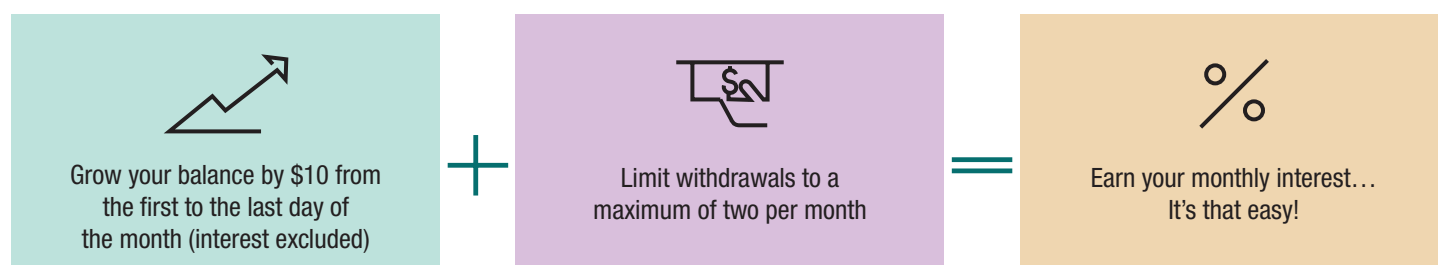 Grow your balance by $10 from
the first to the last day of
the month (interest excluded)
+
$
Limit withdrawals to a
maximum of two per month
=
%
Earn your monthly interest…
It’s that easy!